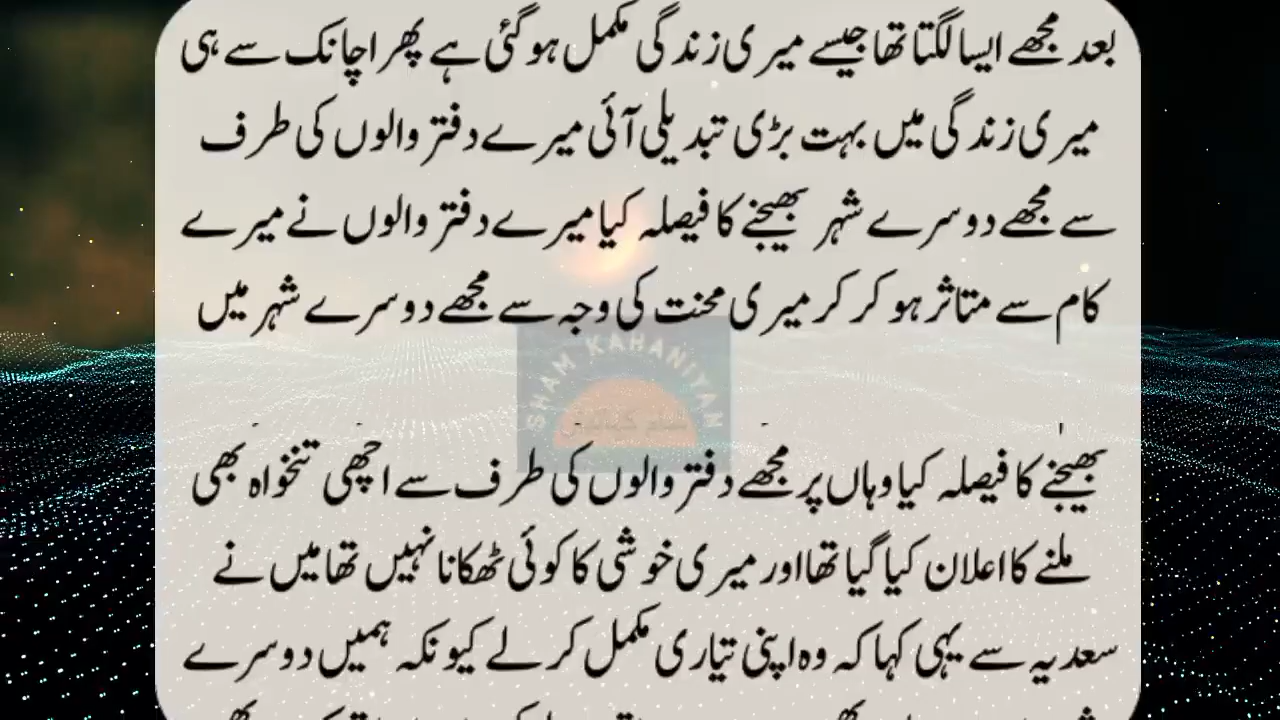 بعد مجھے ایسا لگتا تھا جیسے میری زندگی مکمل ہو گئی ہے پھر اچانک سے ہی
میری زندگی میں بہت بڑی تبدیلی آئی میرے دفتر والوں کی طرف
سے مجھے دوسرے شہر بھیجنے کا فیصلہ کیا میرے دفتر والوں نے میرے
کام سے متاثر ہو کر کر میری محنت کی وجہ سے مجھے دوسرے شہر میں
SHAM KAHANIYAN
بھیجنے کا فیصلہ کیا وہاں پر مجھے دفتر والوں کی طرف سے اچھی تنخواہ بھی
ملنے کا اعلان کیا گیا تھا اور میری خوشی کا کوئی ٹھکانا نہیں تھا میں نے
سعدیہ سے یہی کہا کہ وہ اپنی تیاری مکمل کر لے کیونکہ ہمیں دوسرے